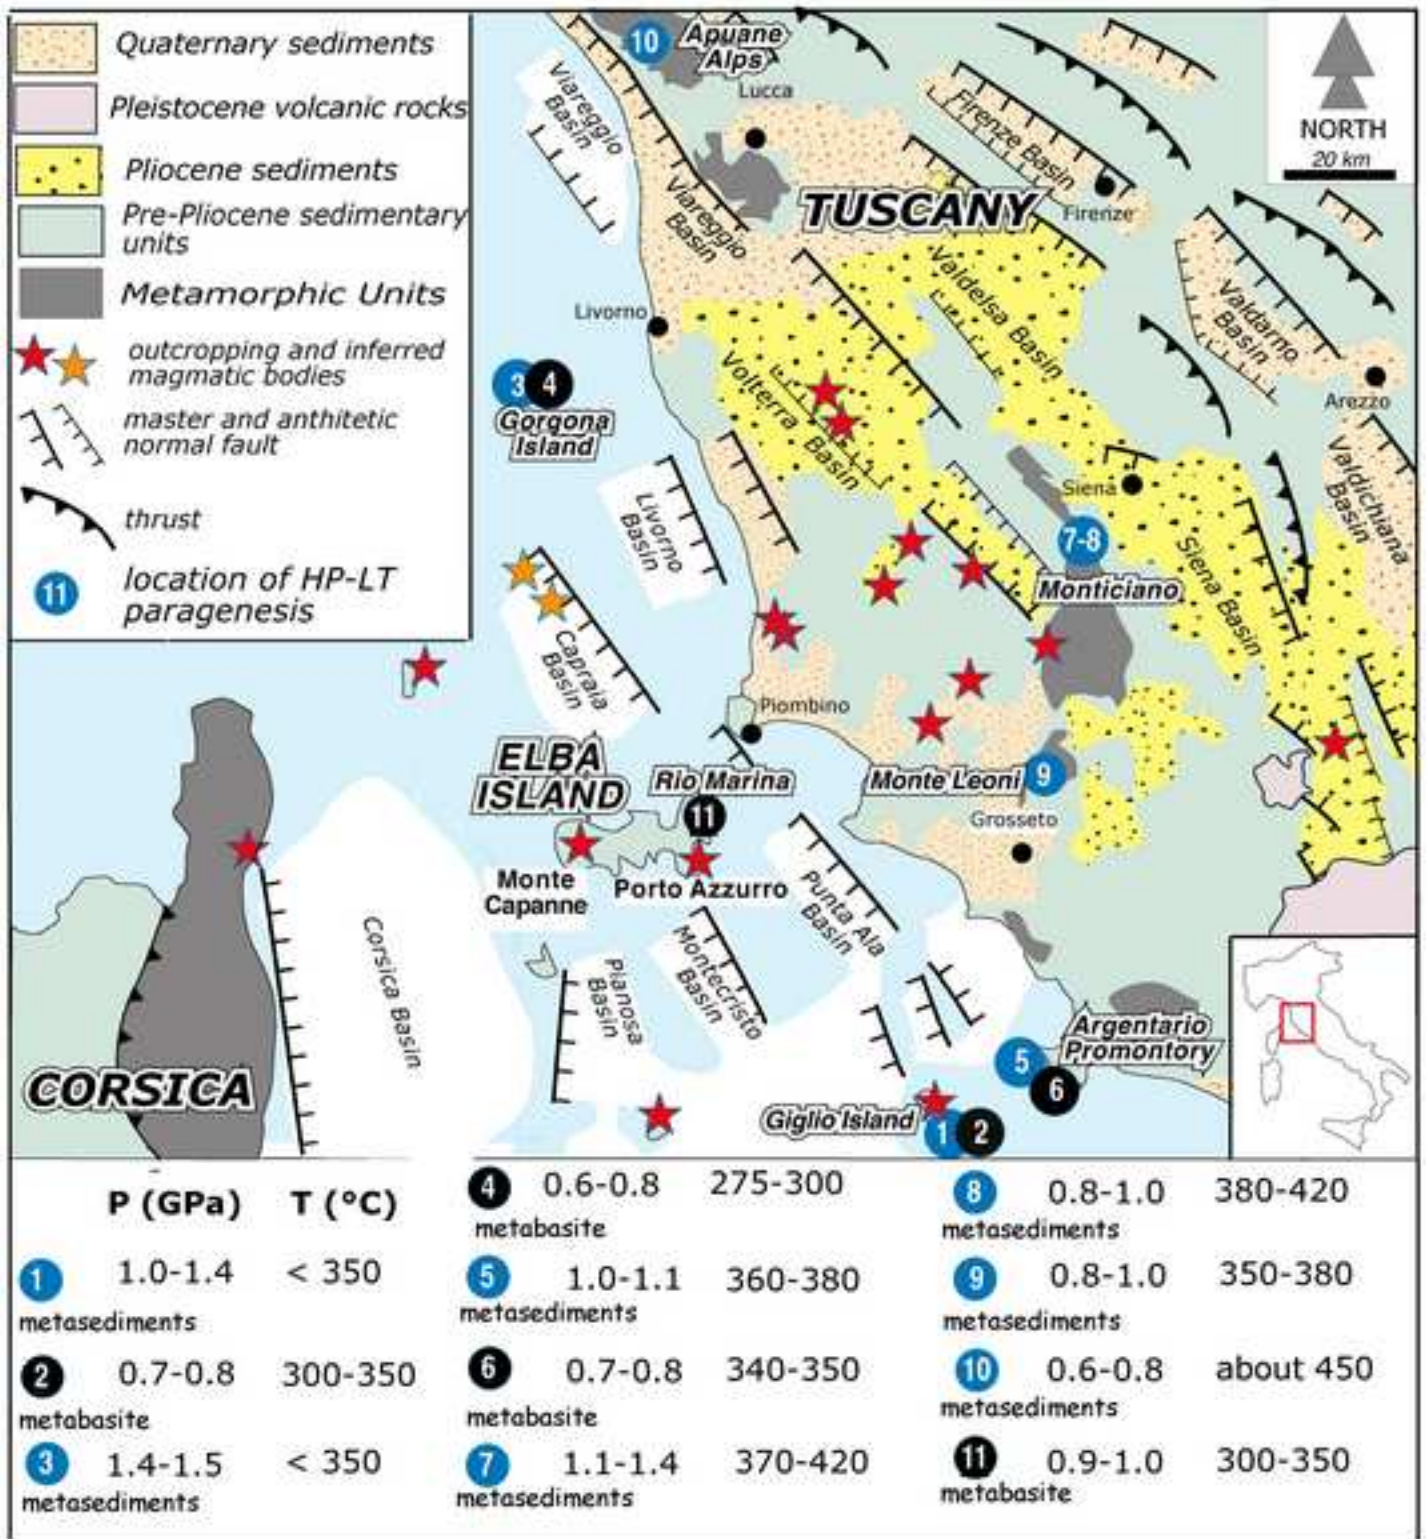 Quaternary sediments
Pleistocene volcanic rocks
Pliocene sediments
Pre-Pliocene sedimentary
units
Metamorphic Units
outcropping and inferred
magmatic bodies
master and anthitetic
normal fault
thrust
11
location of HP-LT
paragenesis
10
Apuane
Alps
Lucca
Viareggio
Basin
Viareggio
Basin
Firenze Basin
Firenze
NORTH
20 km
TUSCANY
Livorno
Valdelsa Basin
Valdarno
Basin
Arezzo
Volterra Basin
3
4
Gorgona
Island
Livorno
Basin
Siena
7-8
Monticiano
Siena Basin
Valdichiana
Basin
Capraia
Basin
Piombino
ELBA
ISLAND
Rio Marina
11
Monte Leoni
9
Grosseto
Monte
Capanne
Porto Azzurro
Punta Ala
Basin
Corsica Basin
Pianosa
Basin
Montecristo
Basin
CORSICA
Argentario
Promontory
5
6
Giglio Island
1
2
P (GPa) T (°C)
1 1.0-1.4 < 350
metasediments
2 0.7-0.8 300-350
metabasite
3 1.4-1.5 < 350
metasediments
4 0.6-0.8 275-300
metabasite
5 1.0-1.1 360-380
metasediments
6 0.7-0.8 340-350
metabasite
7 1.1-1.4 370-420
metasediments
8 0.8-1.0 380-420
metasediments
9 0.8-1.0 350-380
metasediments
10 0.6-0.8 about 450
metasediments
11 0.9-1.0 300-350
metabasite